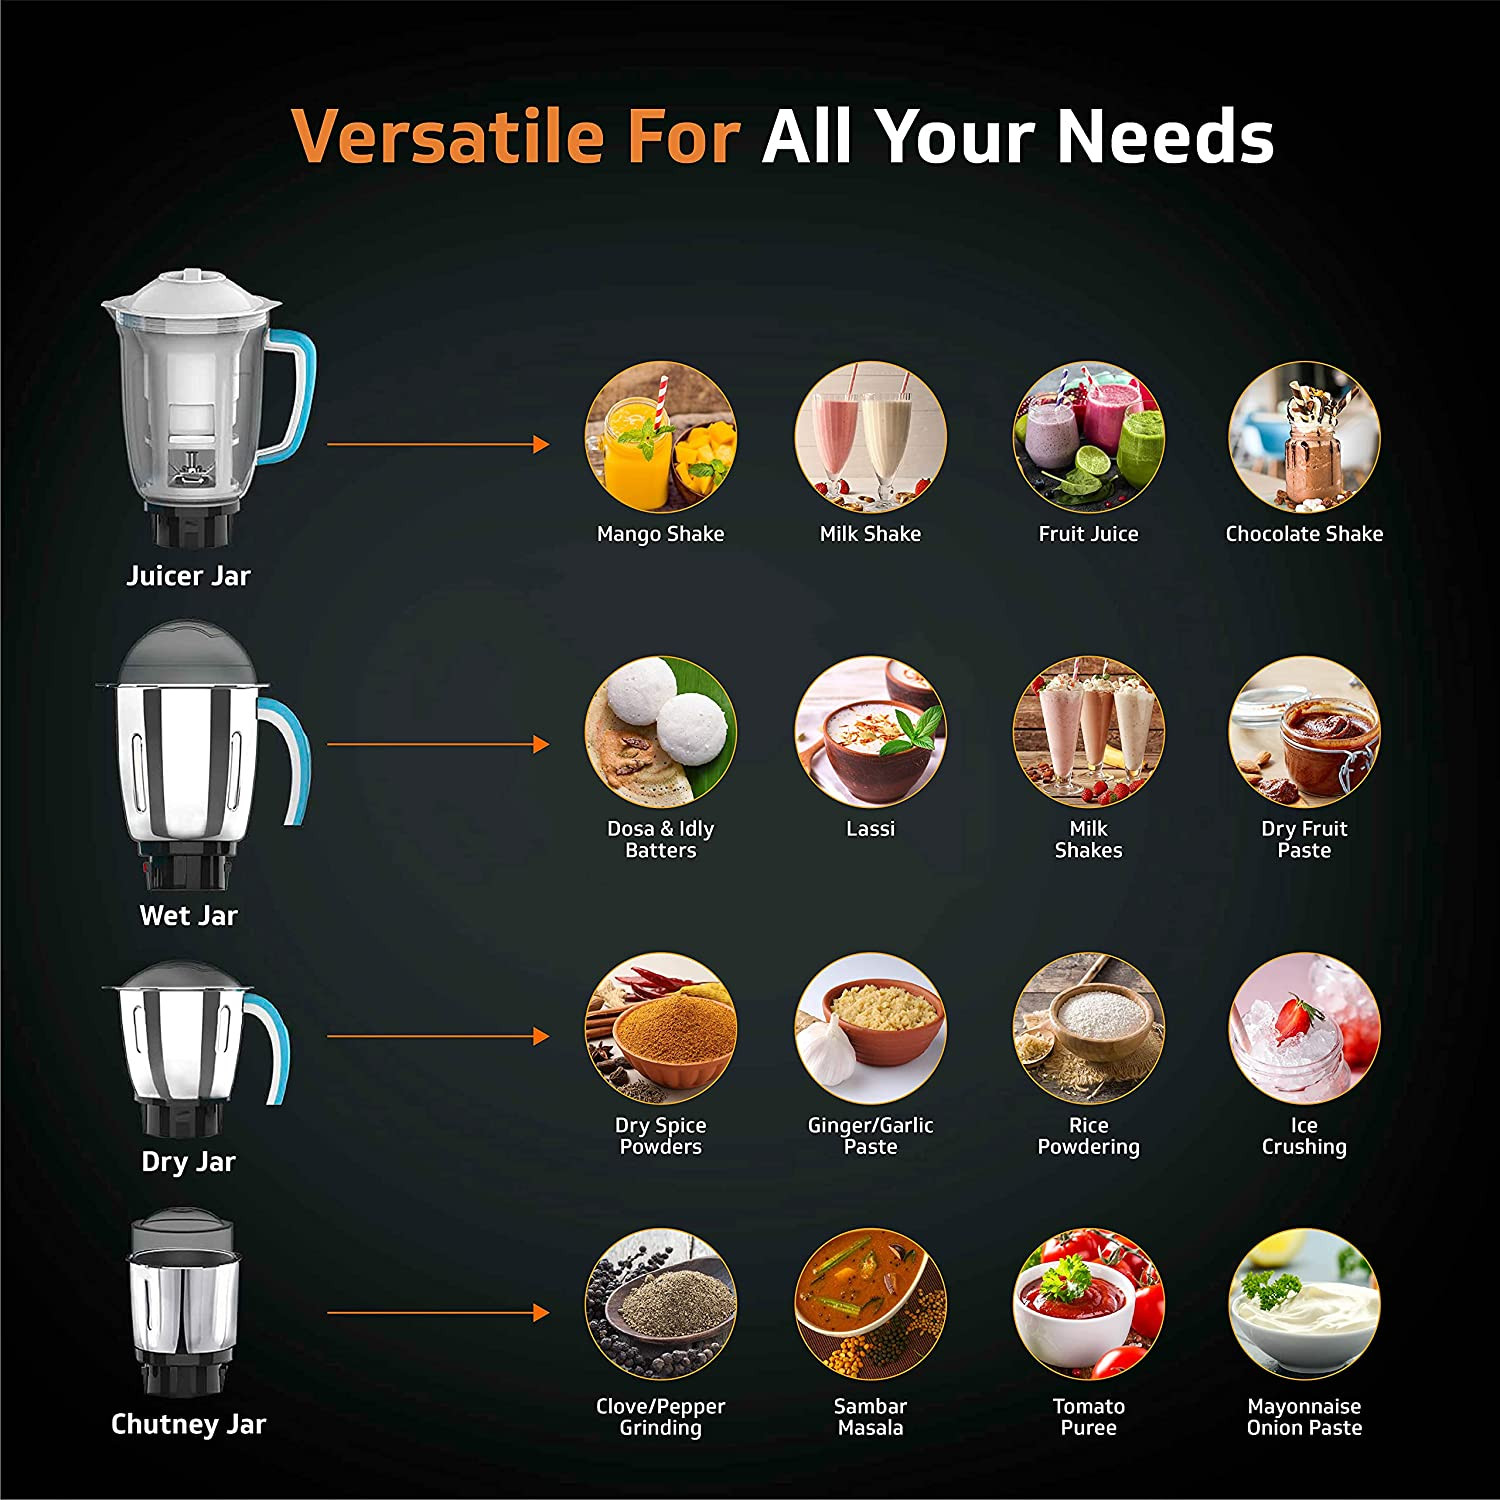 Versatile For All Your Needs
Mango Shake
Milk Shake
Fruit Juice
Chocolate Shake
Juicer Jar
Dosa & Idly
Batters
Lassi
Milk
Shakes
Dry Fruit
Paste
Wet Jar
Dry Spice
Powders
Ginger/Garlic
Paste
Rice
Powdering
Ice
Crushing
Dry Jar
Clove/Pepper
Grinding
Sambar
Masala
Tomato
Puree
Mayonnaise
Onion Paste
Chutney Jar